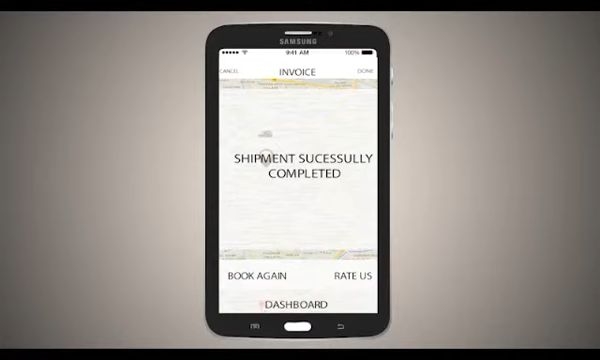 SAMSUNG
9:41 AM 100%
CANCEL INVOICE DONE
SHIPMENT SUCESSULLY
COMPLETED
BOOK AGAIN RATE US
DASHBOARD